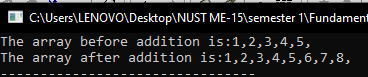 C:\Users\LENOVO\Desktop\NUST ME-15\semester 1\Fundament
The array before addition is:1,2,3,4,5,
The array after addition is:1,2,3,4,5,6,7,8,
--------------------------------